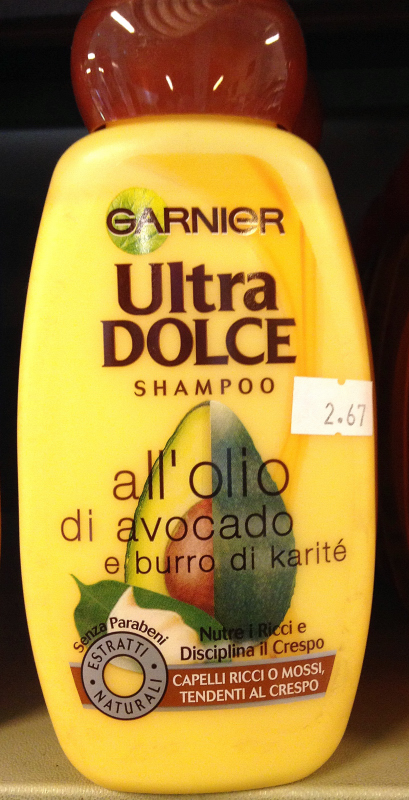 GARNIER
Ultra
DOLCE
SHAMPOO
2.67
all'olio
di avocado
e burro di karité
Senza Parabeni
ESTRATTI
NATURALI
Nutre i Ricci e
Disciplina il Crespo
CAPELLI RICCI O MOSSI,
TENDENTI AL CRESPO